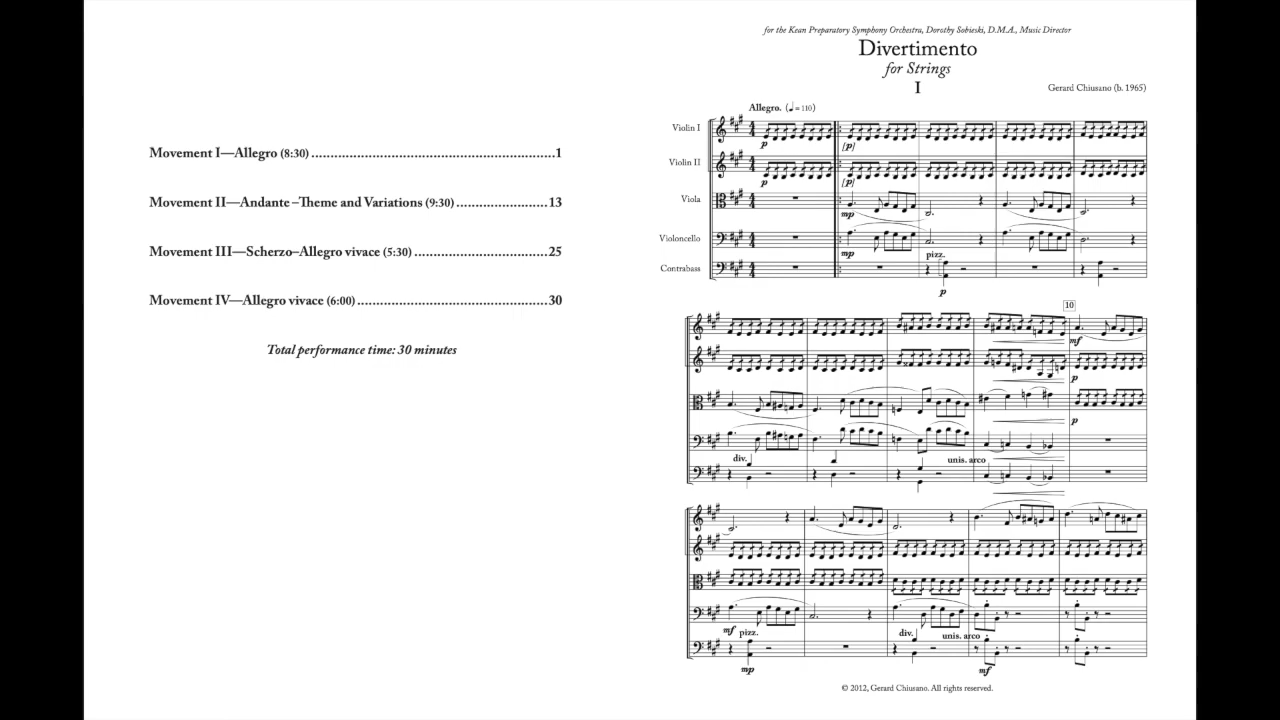 Movement I—Allegro (8:30)................................................................1
Movement II—Andante –Theme and Variations (9:30)........................13
Movement III—Scherzo–Allegro vivace (5:30)...................................25
Movement IV—Allegro vivace (6:00)..................................................30
Total performance time: 30 minutes
for the Kean Preparatory Symphony Orchestra, Dorothy Sobieski, D.M.A., Music Director
Divertimento
for Strings
I
Gerard Chiusano (b. 1965)
Allegro. (♩=110)
Violin I
p [p]
Violin II
p [p]
Viola
mp
Violoncello
mp
pizz.
Contrabass
p
10
mf
p
p
div. unis. arco
mf pizz. div. unis. arco
mp mf
© 2012, Gerard Chiusano. All rights reserved.